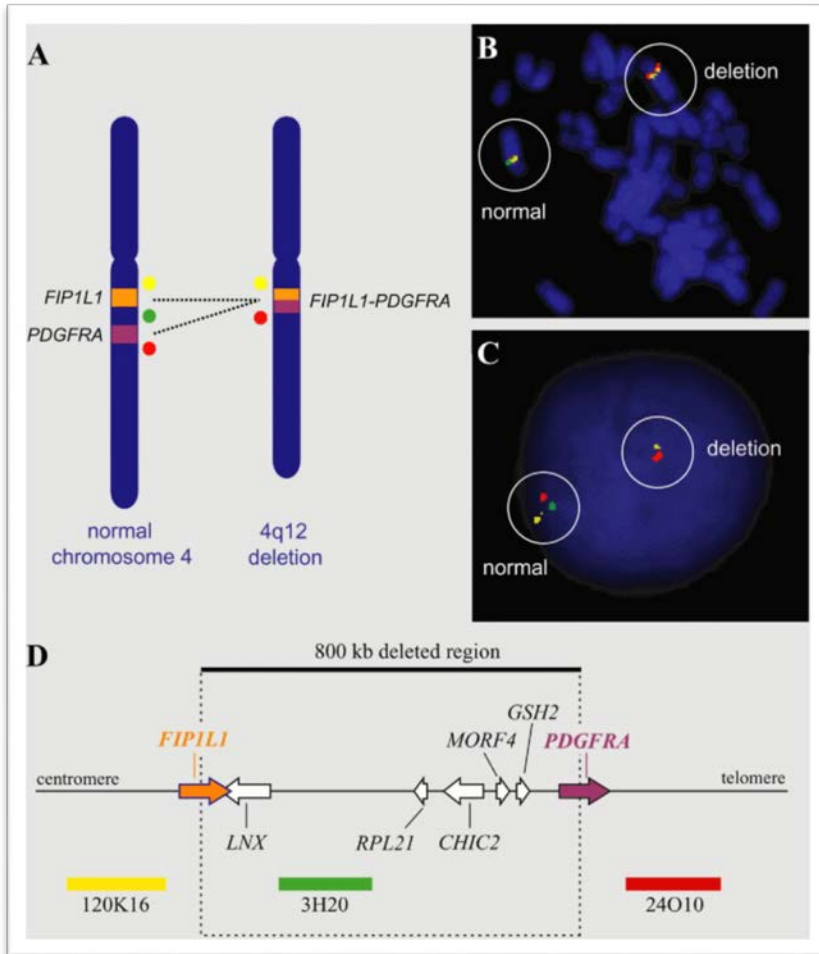 A
FIP1L1
PDGFRA
FIP1L1-PDGFRA
normal
chromosome 4
4q12
deletion
B
deletion
normal
C
deletion
normal
D
800 kb deleted region
GSH2
FIP1L1
MORF4
PDGFRA
centromere
telomere
LNX
RPL21
CHIC2
120K16
3H20
24O10